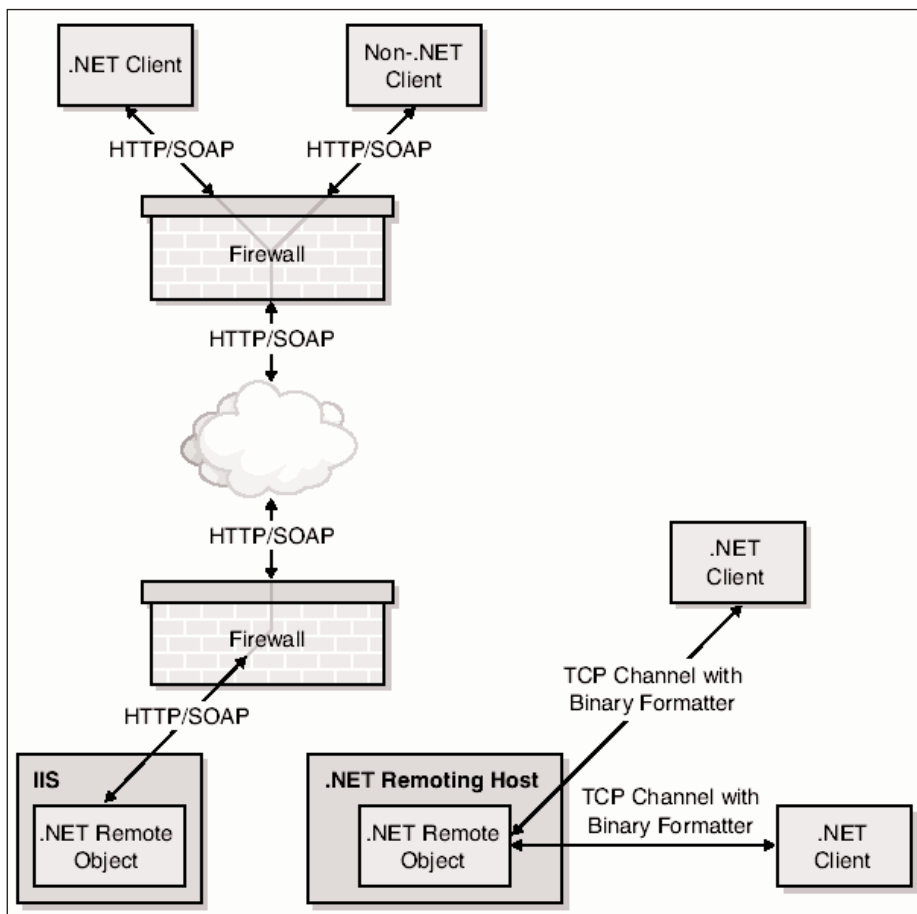 .NET Client
Non-.NET
Client
HTTP/SOAP
HTTP/SOAP
Firewall
HTTP/SOAP
HTTP/SOAP
Firewall
HTTP/SOAP
.NET
Client
TCP Channel with
Binary Formatter
IIS
.NET Remote
Object
.NET Remoting Host
.NET Remote
Object
TCP Channel with
Binary Formatter
.NET
Client